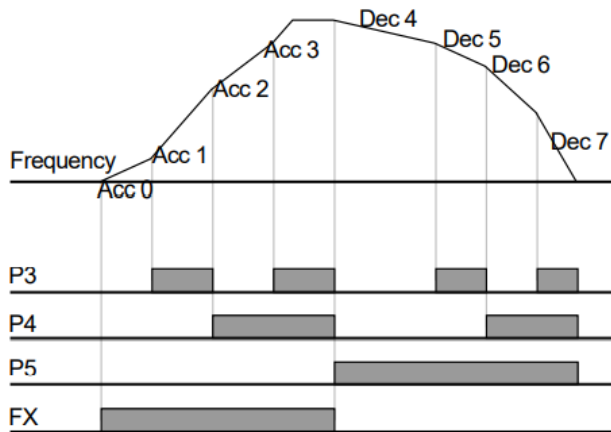 Dec 4
Acc 3
Dec 5
Dec 6
Acc 2
Acc 1
Dec 7
Frequency
Acc 0
P3
P4
P5
FX